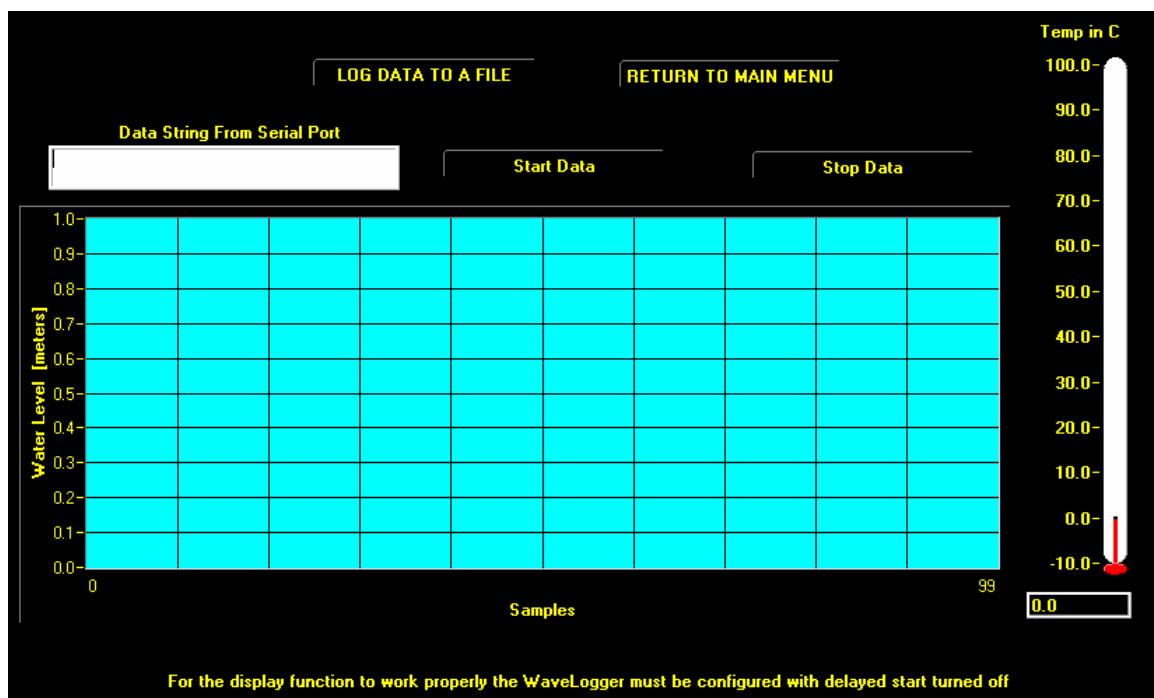 Temp in C
LOG DATA TO A FILE
RETURN TO MAIN MENU
100.0
90.0
Data String From Serial Port
Start Data
Stop Data
80.0
70.0
60.0
50.0
40.0
30.0
20.0
10.0
0.0
-10.0
0.0
1.0
0.9
0.8
0.7
0.6
0.5
0.4
0.3
0.2
0.1
0.0
Water Level [meters]
0
99
Samples
For the display function to work properly the WaveLogger must be configured with delayed start turned off